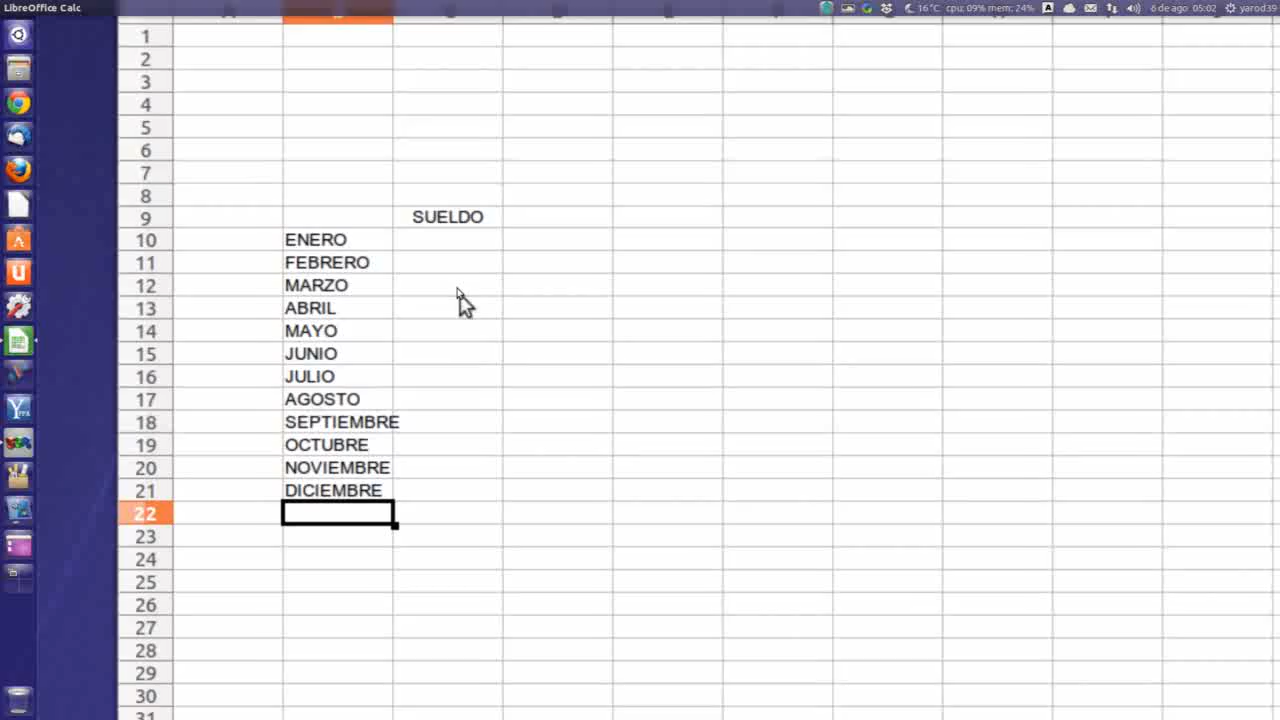 LibreOffice Calc
16°C cpu: 09% mem: 24% A 6 de ago 05:02 yarod39
1
2
3
4
5
6
7
8
9 SUELDO
10 ENERO
11 FEBRERO
12 MARZO
13 ABRIL
14 MAYO
15 JUNIO
16 JULIO
17 AGOSTO
18 SEPTIEMBRE
19 OCTUBRE
20 NOVIEMBRE
21 DICIEMBRE
22
23
24
25
26
27
28
29
30
31